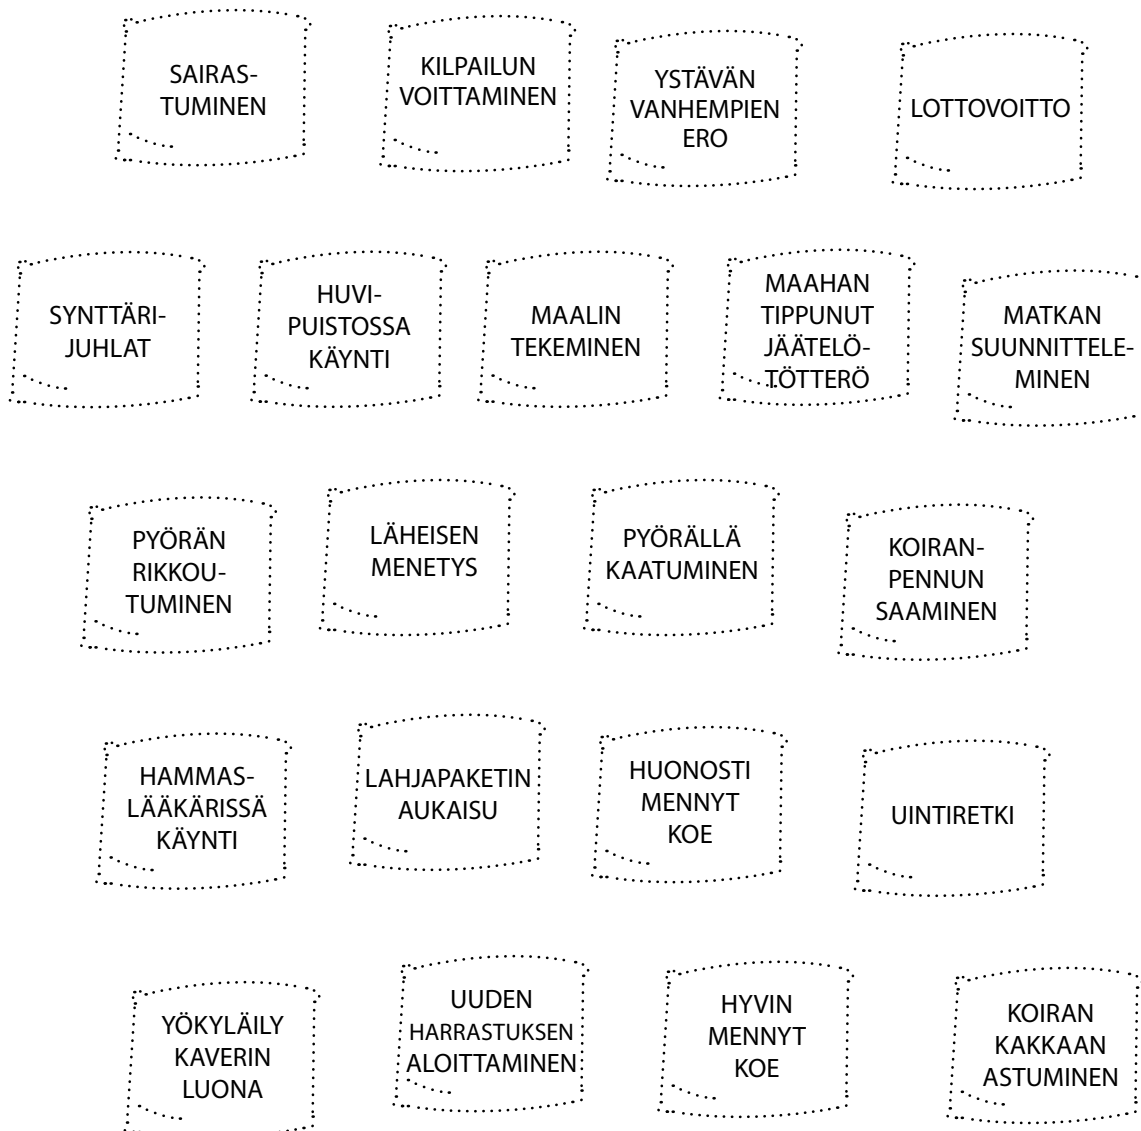 SAIRAS-
TUMINEN
KILPAILUN
VOITTAMINEN
YSTÄVÄN
VANHEMPIEN
ERO
LOTTOVOITTO
SYNTTÄRI-
JUHLAT
HUVI-
PUISTOSSA
KÄYNTI
MAALIN
TEKEMINEN
MAAHAN
TIPPUNUT
JÄÄTELÖ-
TÖTTERÖ
MATKAN
SUUNNITTELE-
MINEN
PYÖRÄN
RIKKOU-
TUMINEN
LÄHEISEN
MENETYS
PYÖRÄLLÄ
KAATUMINEN
KOIRAN-
PENNUN
SAAMINEN
HAMMAS-
LÄÄKÄRISSÄ
KÄYNTI
LAHJAPAKETIN
AUKAISU
HUONOSTI
MENNYT
KOE
UINTIRETKI
YÖKYLÄILY
KAVERIN
LUONA
UUDEN
HARRASTUKSEN
ALOITTAMINEN
HYVIN
MENNYT
KOE
KOIRAN
KAKKAAN
ASTUMINEN